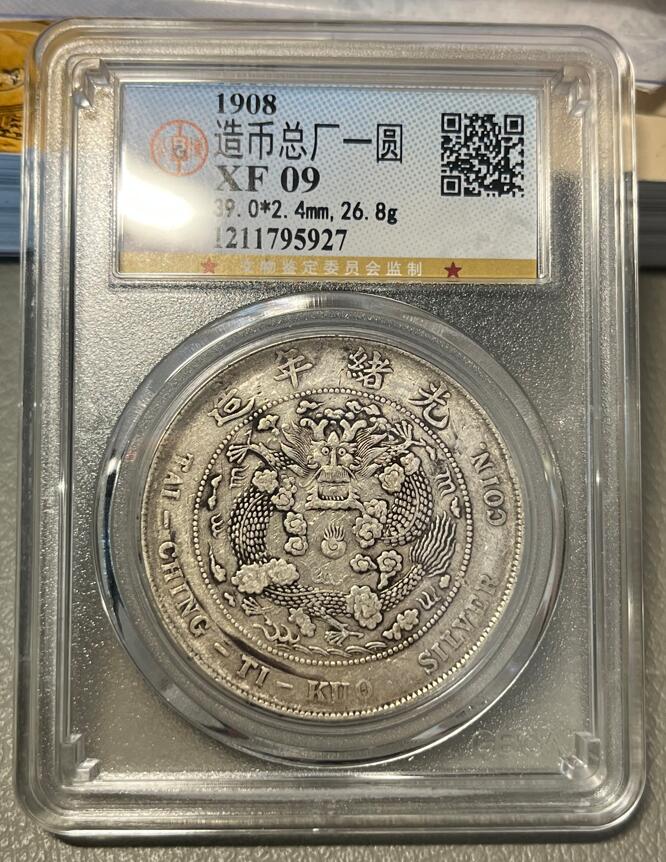 1908
造币总厂一圆
XF 09
39.0*2.4mm,26.8g
1211795927
★ 文物鉴定委员会监制 ★
造年緒光
TAI-CHING-TI-KUO SILVER COIN